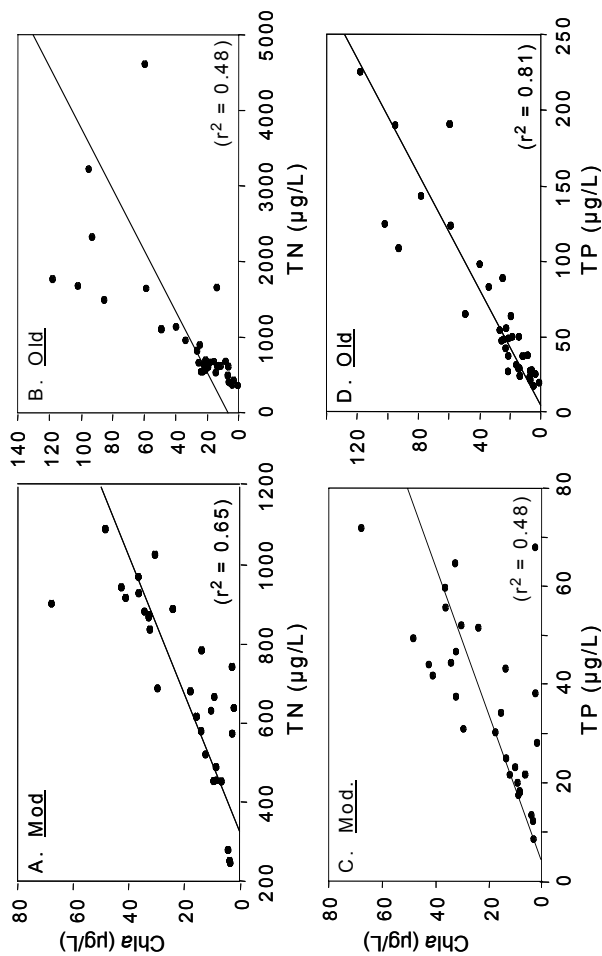 A. Mod
Chla (µg/L)
80
60
40
20
0
(r² = 0.65)
200 400 600 800 1000 1200
TN (µg/L)
B. Old
140
120
100
80
60
40
20
0
(r² = 0.48)
0 1000 2000 3000 4000 5000
TN (µg/L)
C. Mod.
Chla (µg/L)
80
60
40
20
0
(r² = 0.48)
0 20 40 60 80
TP (µg/L)
D. Old
120
80
40
0
(r² = 0.81)
0 50 100 150 200 250
TP (µg/L)